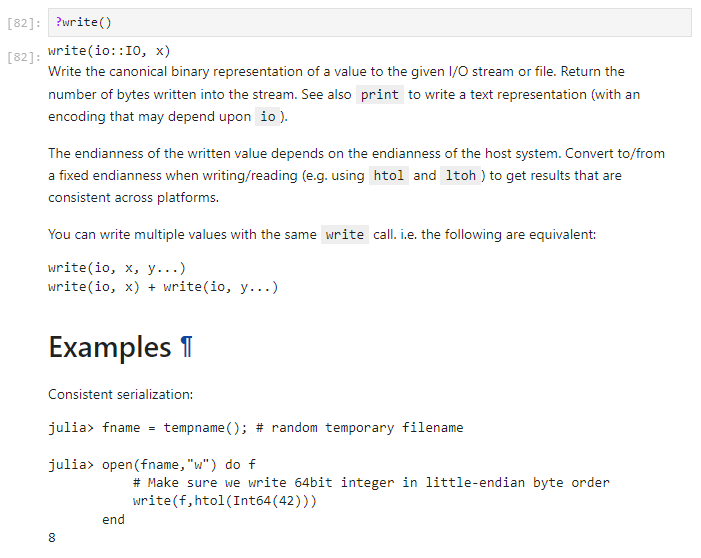 [82]: ?write()
[82]: write(io::IO, x)
Write the canonical binary representation of a value to the given I/O stream or file. Return the
number of bytes written into the stream. See also print to write a text representation (with an
encoding that may depend upon io ).
The endianness of the written value depends on the endianness of the host system. Convert to/from
a fixed endianness when writing/reading (e.g. using htol and ltoh ) to get results that are
consistent across platforms.
You can write multiple values with the same write call. i.e. the following are equivalent:
write(io, x, y...)
write(io, x) + write(io, y...)
Examples ¶
Consistent serialization:
julia> fname = tempname(); # random temporary filename
julia> open(fname,"w") do f
# Make sure we write 64bit integer in little-endian byte order
write(f,htol(Int64(42)))
end
8